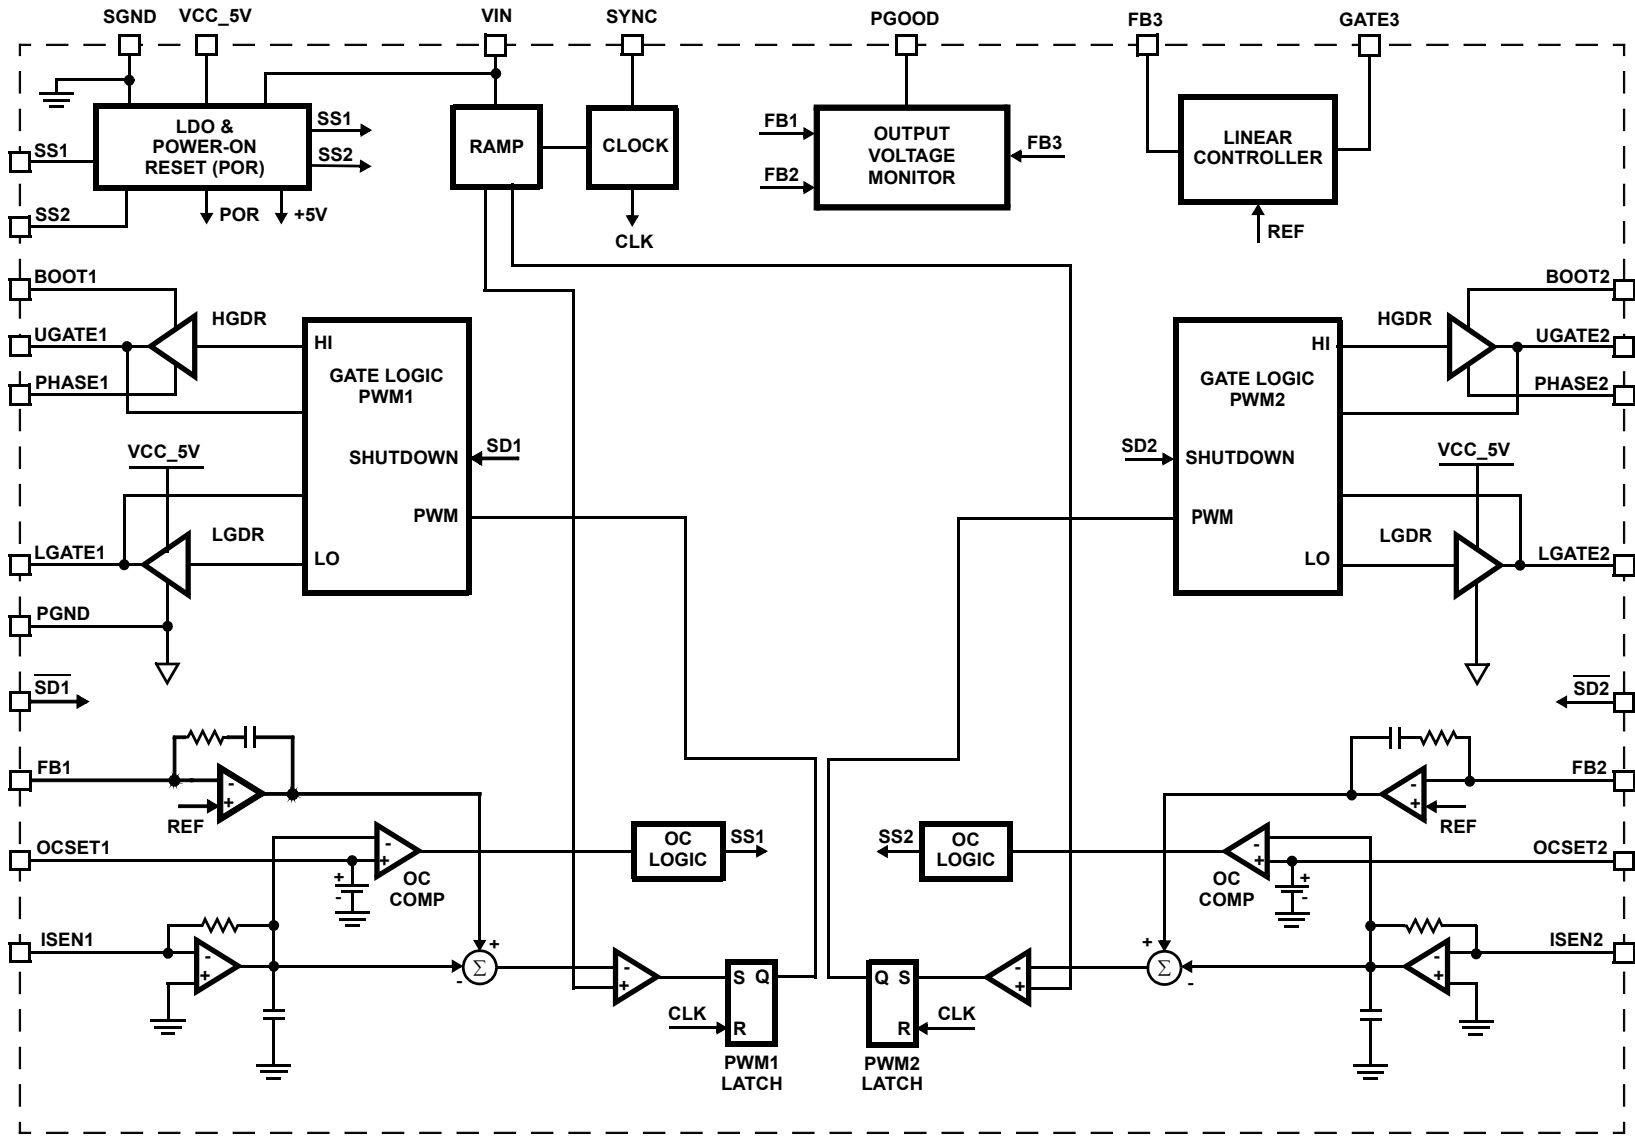 SGND
VCC_5V
VIN
SYNC
PGOOD
FB3
GATE3
SS1
LDO &
POWER-ON
RESET (POR)
SS1
SS2
RAMP
CLOCK
FB1
FB2
OUTPUT
VOLTAGE
MONITOR
FB3
LINEAR
CONTROLLER
SS2
POR
+5V
CLK
REF
BOOT1
BOOT2
UGATE1
HGDR
HI
GATE LOGIC
PWM1
SHUTDOWN
SD1
PWM
LO
PHASE1
VCC_5V
LGDR
LGATE1
PGND
HI
GATE LOGIC
PWM2
SD2
SHUTDOWN
PWM
LO
HGDR
UGATE2
PHASE2
VCC_5V
LGDR
LGATE2
SD1
SD2
FB1
-
+
REF
FB2
-
+
REF
OCSET1
-
+
+
-
OC
COMP
OC
LOGIC
SS1
SS2
OC
LOGIC
-
+
OC
COMP
+
-
OCSET2
ISEN1
-
+
+
Σ
-
-
+
S Q
R
CLK
PWM1
LATCH
Q S
R
CLK
PWM2
LATCH
-
+
+
Σ
-
-
+
ISEN2